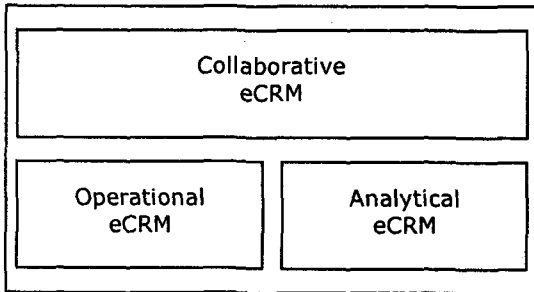 Collaborative
eCRM
Operational
eCRM
Analytical
eCRM